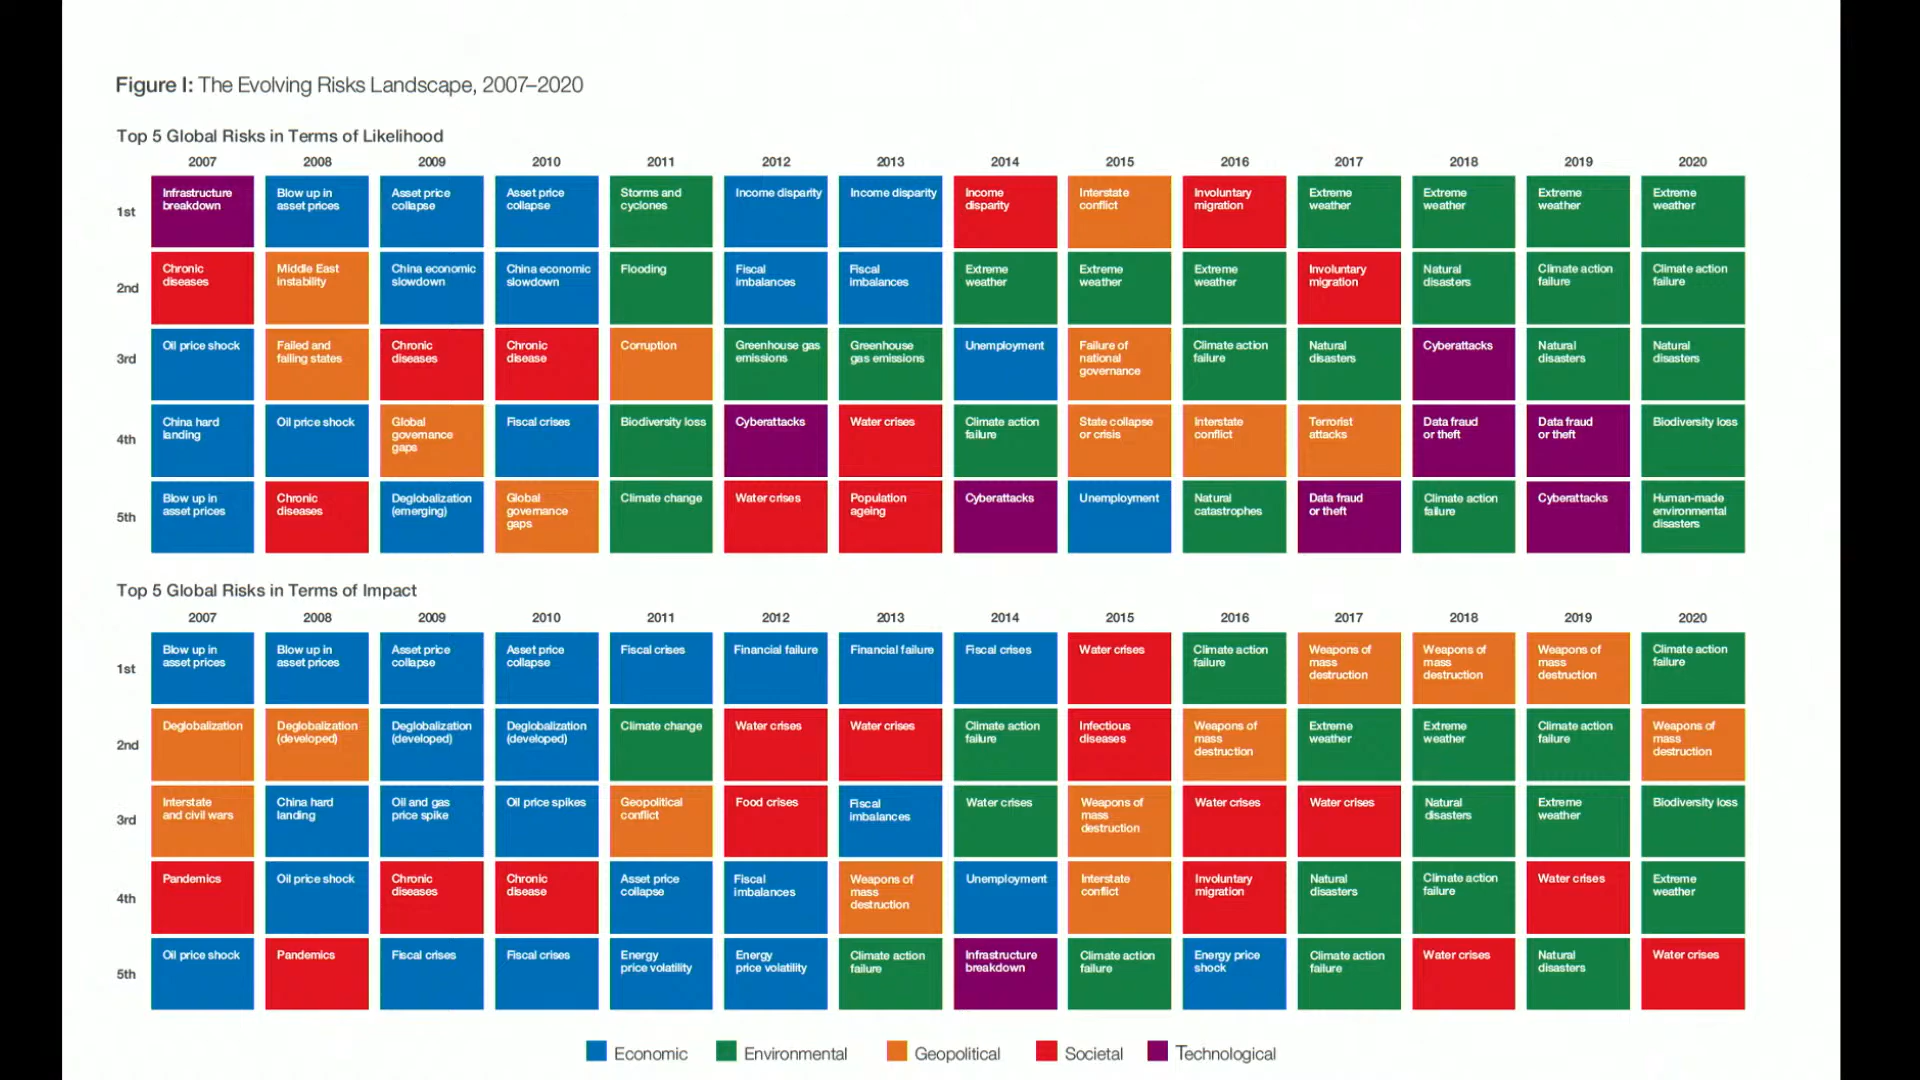 Figure I: The Evolving Risks Landscape, 2007–2020
Top 5 Global Risks in Terms of Likelihood
2007 2008 2009 2010 2011 2012 2013 2014 2015 2016 2017 2018 2019 2020
1st
Infrastructure
breakdown
Blow up in
asset prices
Asset price
collapse
Asset price
collapse
Storms and
cyclones
Income disparity
Income disparity
Income
disparity
Interstate
conflict
Involuntary
migration
Extreme
weather
Extreme
weather
Extreme
weather
Extreme
weather
2nd
Chronic
diseases
Middle East
instability
China economic
slowdown
China economic
slowdown
Flooding
Fiscal
imbalances
Fiscal
imbalances
Extreme
weather
Extreme
weather
Extreme
weather
Involuntary
migration
Natural
disasters
Climate action
failure
Climate action
failure
3rd
Oil price shock
Failed and
failing states
Chronic
diseases
Chronic
disease
Corruption
Greenhouse gas
emissions
Greenhouse
gas emissions
Unemployment
Failure of
national
governance
Climate action
failure
Natural
disasters
Cyberattacks
Natural
disasters
Natural
disasters
4th
China hard
landing
Oil price shock
Global
governance
gaps
Fiscal crises
Biodiversity loss
Cyberattacks
Water crises
Climate action
failure
State collapse
or crisis
Interstate
conflict
Terrorist
attacks
Data fraud
or theft
Data fraud
or theft
Biodiversity loss
5th
Blow up in
asset prices
Chronic
diseases
Deglobalization
(emerging)
Global
governance
gaps
Climate change
Water crises
Population
ageing
Cyberattacks
Unemployment
Natural
catastrophes
Data fraud
or theft
Climate action
failure
Cyberattacks
Human-made
environmental
disasters
Top 5 Global Risks in Terms of Impact
2007 2008 2009 2010 2011 2012 2013 2014 2015 2016 2017 2018 2019 2020
1st
Blow up in
asset prices
Blow up in
asset prices
Asset price
collapse
Asset price
collapse
Fiscal crises
Financial failure
Financial failure
Fiscal crises
Water crises
Climate action
failure
Weapons of
mass
destruction
Weapons of
mass
destruction
Weapons of
mass
destruction
Climate action
failure
2nd
Deglobalization
Deglobalization
(developed)
Deglobalization
(developed)
Deglobalization
(developed)
Climate change
Water crises
Water crises
Climate action
failure
Infectious
diseases
Weapons of
mass
destruction
Extreme
weather
Extreme
weather
Climate action
failure
Weapons of
mass
destruction
3rd
Interstate
and civil wars
China hard
landing
Oil and gas
price spike
Oil price spikes
Geopolitical
conflict
Food crises
Fiscal
imbalances
Water crises
Weapons of
mass
destruction
Water crises
Water crises
Natural
disasters
Extreme
weather
Biodiversity loss
4th
Pandemics
Oil price shock
Chronic
diseases
Chronic
disease
Asset price
collapse
Fiscal
imbalances
Weapons of
mass
destruction
Unemployment
Interstate
conflict
Involuntary
migration
Natural
disasters
Climate action
failure
Water crises
Extreme
weather
5th
Oil price shock
Pandemics
Fiscal crises
Fiscal crises
Energy
price volatility
Energy
price volatility
Climate action
failure
Infrastructure
breakdown
Climate action
failure
Energy price
shock
Climate action
failure
Water crises
Natural
disasters
Water crises
Economic Environmental Geopolitical Societal Technological